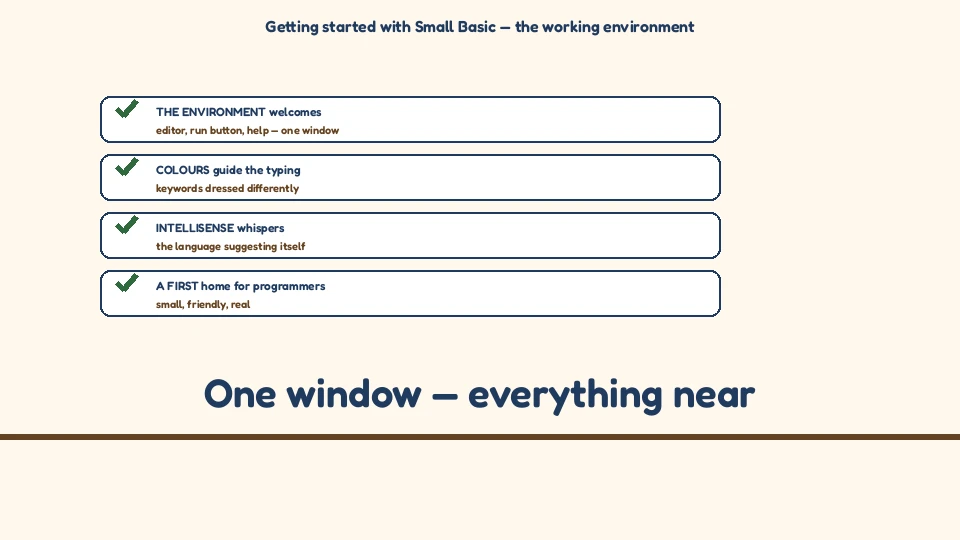 Getting started with Small Basic — the working environment
THE ENVIRONMENT welcomes
editor, run button, help — one window
COLOURS guide the typing
keywords dressed differently
INTELLISENSE whispers
the language suggesting itself
A FIRST home for programmers
small, friendly, real
One window — everything near